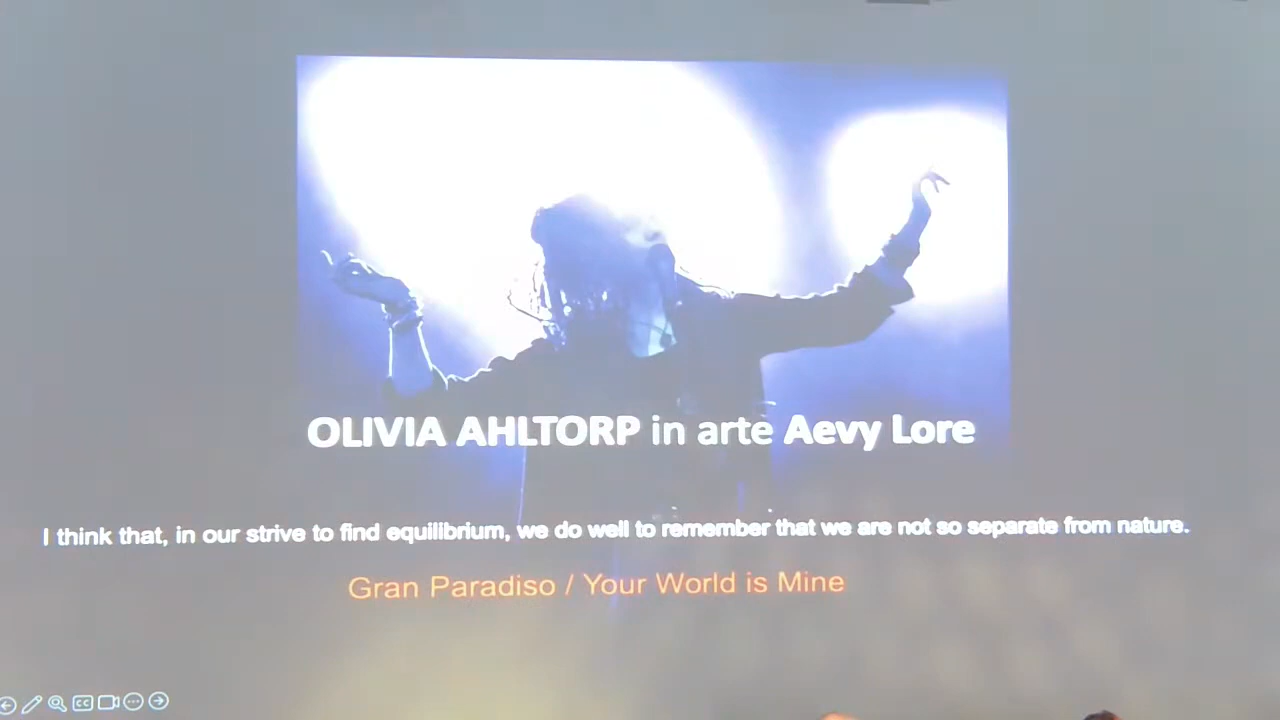 OLIVIA AHLTORP in arte Aevy Lore
I think that, in our strive to find equilibrium, we do well to remember that we are not so separate from nature.
Gran Paradiso / Your World is Mine
CC